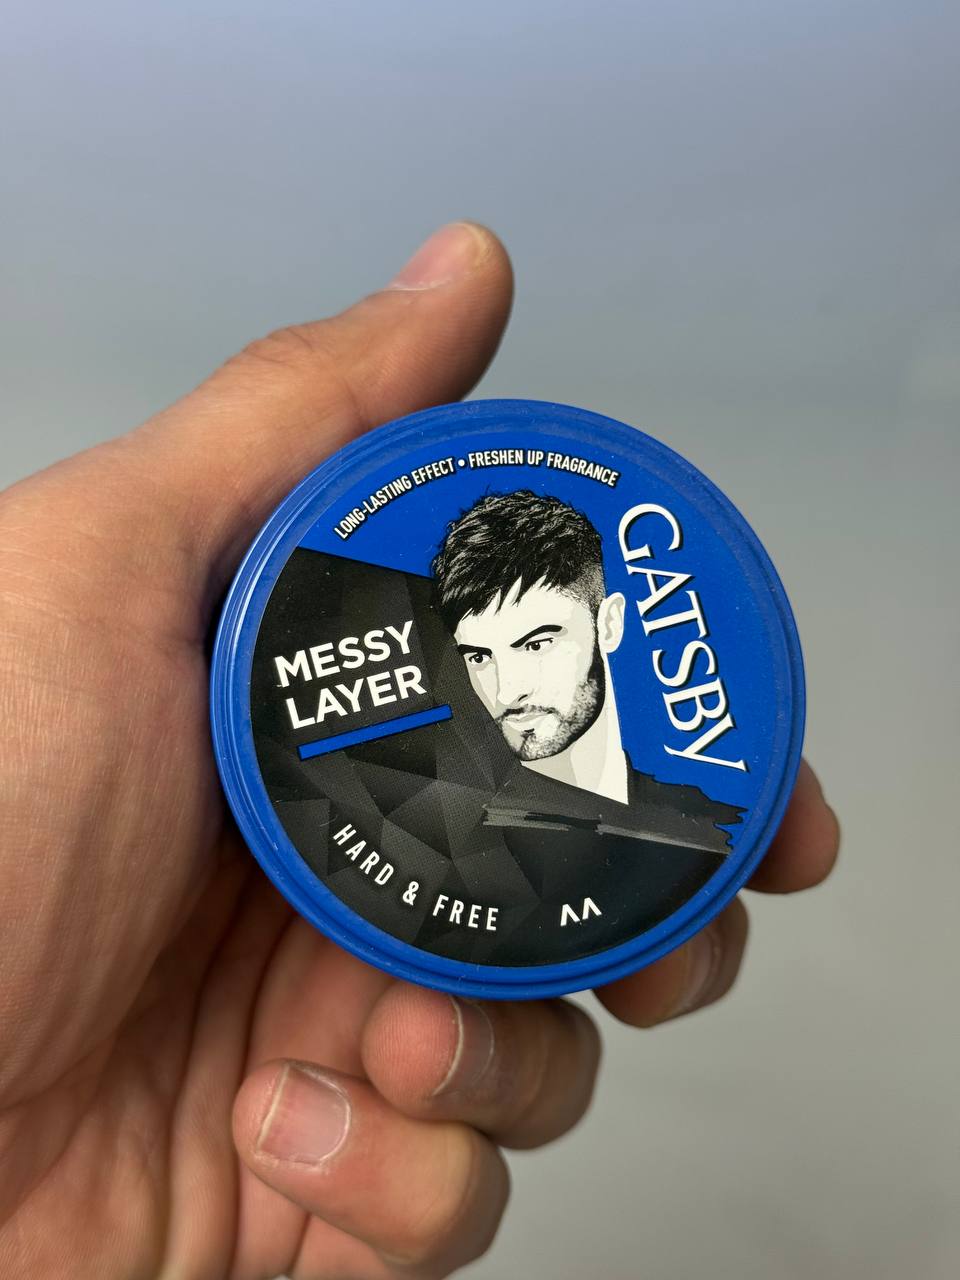 LONG-LASTING EFFECT • FRESHEN UP FRAGRANCE
GATSBY
MESSY
LAYER
HARD & FREE